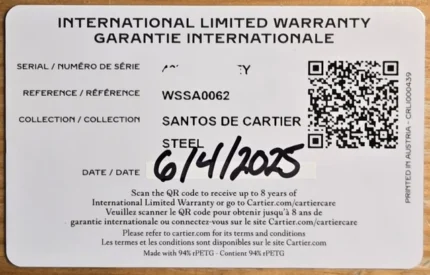 INTERNATIONAL LIMITED WARRANTY
GARANTIE INTERNATIONALE
SERIAL / NUMÉRO DE SÉRIE
REFERENCE / RÉFÉRENCE WSSA0062
COLLECTION / COLLECTION SANTOS DE CARTIER
STEEL
DATE / DATE 6/4/2025
Scan the QR code to receive up to 8 years of
International Limited Warranty or go to Cartier.com/cartiercare
Veuillez scanner le QR code pour obtenir jusqu'à 8 ans de
garantie internationale ou connectez-vous sur le site Cartier.com/cartiercare
Please refer to cartier.com for its terms and conditions
Les termes et les conditions sont disponibles sur le site Cartier.com
Made with 94% rPETG - Contient 94% rPETG
PRINTED IN AUSTRIA - CRLI000439